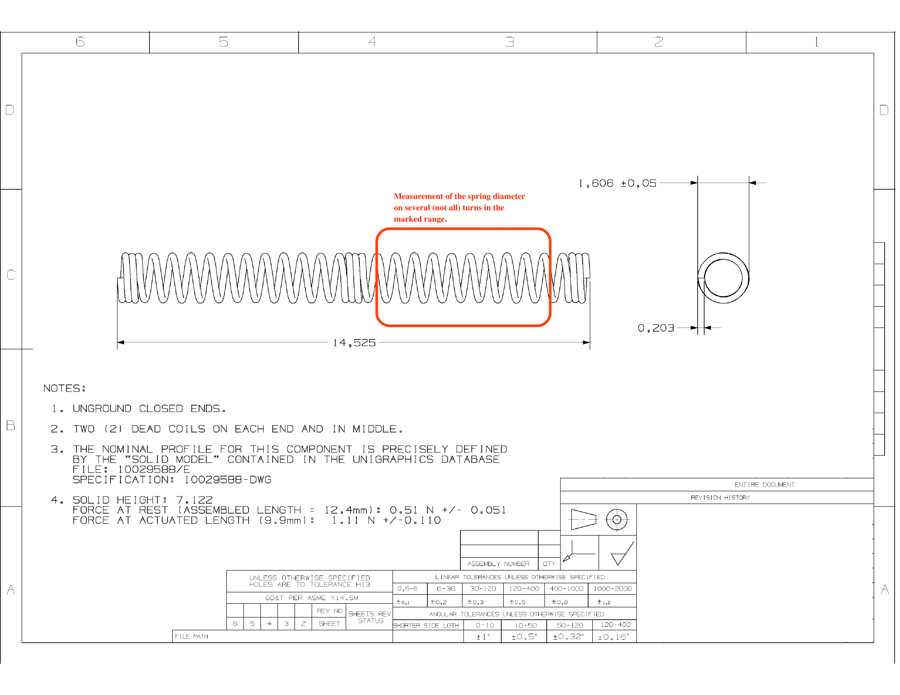 6 5 4 3 2 1
D D
1,606 ±0,05
Measurement of the spring diameter
on several (not all) turns in the
marked range.
C
0,203
14,525
NOTES:
1. UNGROUND CLOSED ENDS.
B
2. TWO (2) DEAD COILS ON EACH END AND IN MIDDLE.
3. THE NOMINAL PROFILE FOR THIS COMPONENT IS PRECISELY DEFINED
BY THE "SOLID MODEL" CONTAINED IN THE UNIGRAPHICS DATABASE
FILE: 10029588/E
SPECIFICATION: 10029588-DWG
4. SOLID HEIGHT: 7.122
FORCE AT REST (ASSEMBLED LENGTH = 12.4mm): 0.51 N +/- 0.051
FORCE AT ACTUATED LENGTH (9.9mm): 1.11 N +/-0.110
ENTIRE DOCUMENT
REVISION HISTORY
ASSEMBLY NUMBER QTY
UNLESS OTHERWISE SPECIFIED
HOLES ARE TO TOLERANCE H13
LINEAR TOLERANCES UNLESS OTHERWISE SPECIFIED
A A
0,5-6 6-30 30-120 120-400 400-1000 1000-2000
GD&T PER ASME Y14.5M
±0,1 ±0,2 ±0,3 ±0,5 ±0,8 ±1,2
REV NO SHEETS REV
STATUS
ANGULAR TOLERANCES UNLESS OTHERWISE SPECIFIED
6 5 4 3 2 SHEET
SHORTER SIDE LGTH 0-10 10-50 50-120 120-400
FILE PATH
±1° ±0,5° ±0,32° ±0,16°